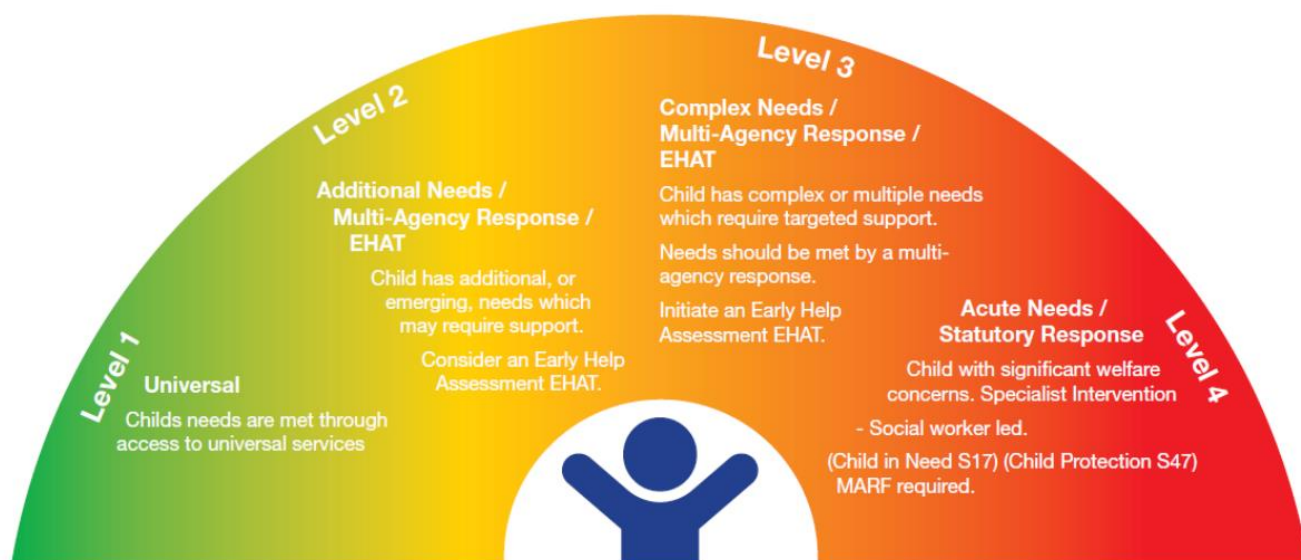 Level 1
Universal
Childs needs are met through
access to universal services
Level 2
Additional Needs /
Multi-Agency Response /
EHAT
Child has additional, or
emerging, needs which
may require support.
Consider an Early Help
Assessment EHAT.
Level 3
Complex Needs /
Multi-Agency Response /
EHAT
Child has complex or multiple needs
which require targeted support.
Needs should be met by a multi-
agency response.
Initiate an Early Help
Assessment EHAT.
Level 4
Acute Needs /
Statutory Response
Child with significant welfare
concerns. Specialist Intervention
- Social worker led.
(Child in Need S17) (Child Protection S47)
MARF required.